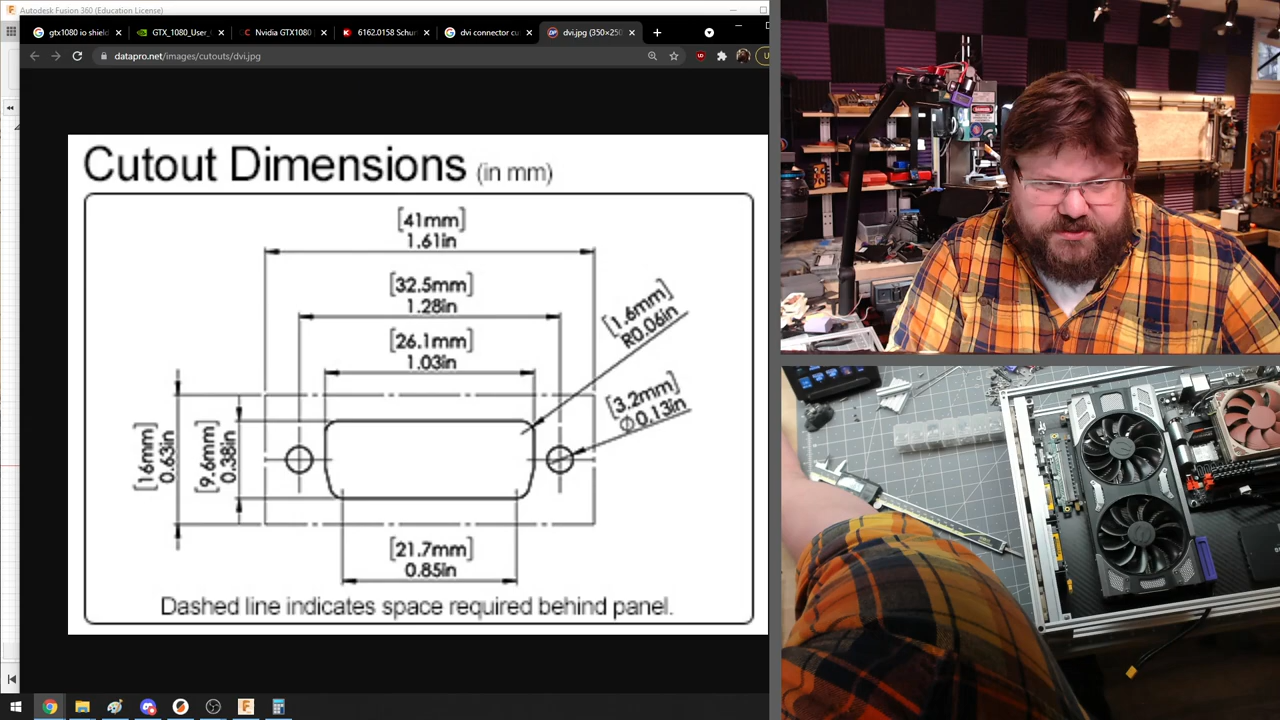 Autodesk Fusion 360 (Education License)
gtx1080 io shield
GTX_1080_User_
Nvidia GTX1080
6162.0158 Schur
dvi connector cu
dvi.jpg (350×250
datapro.net/images/cutouts/dvi.jpg
Cutout Dimensions (in mm)
[41mm]
1.61in
[32.5mm]
1.28in
[26.1mm]
1.03in
[1.6mm]
R0.06in
[3.2mm]
Ø0.13in
[16mm]
0.63in
[9.6mm]
0.38in
[21.7mm]
0.85in
Dashed line indicates space required behind panel.